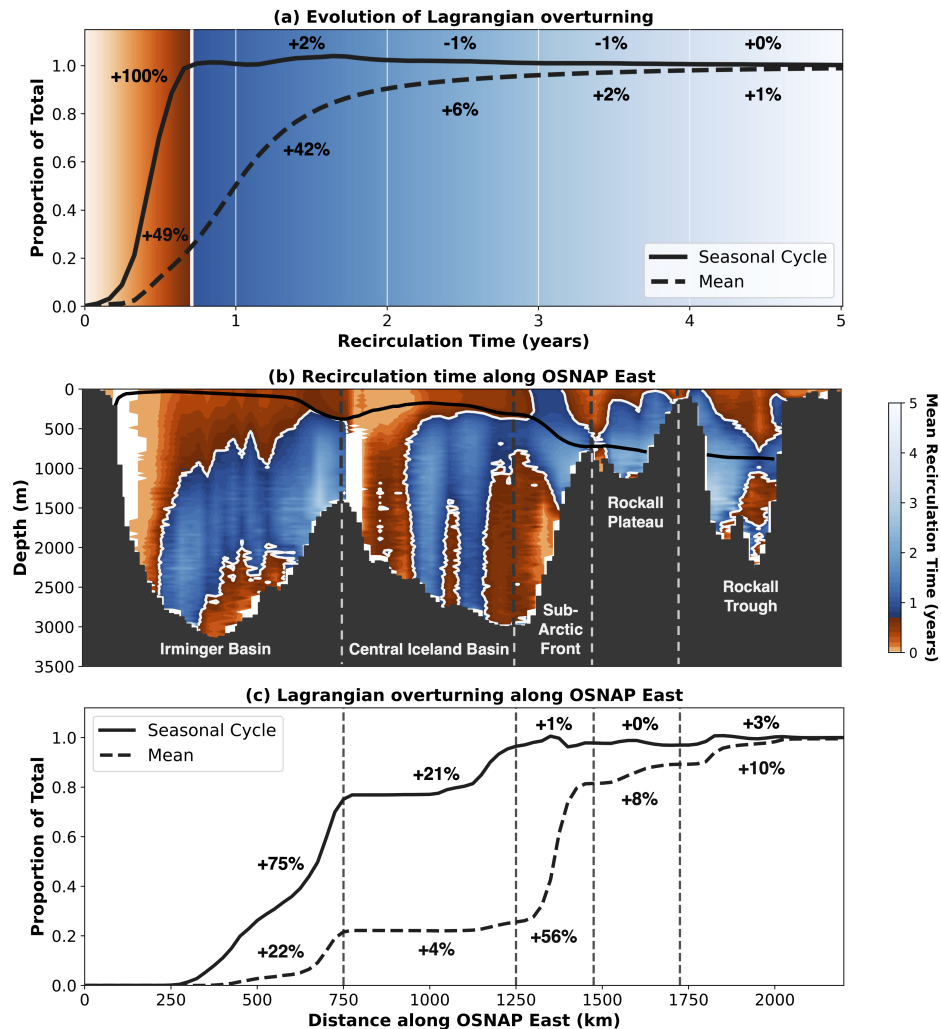 (a) Evolution of Lagrangian overturning
+2% -1% -1% +0%
+100%
+6% +2% +1%
+42%
+49%
1.0
0.8
0.6
0.4
0.2
0.0
Proportion of Total
Seasonal Cycle
Mean
0 1 2 3 4 5
Recirculation Time (years)
(b) Recirculation time along OSNAP East
0
500
1000
1500
2000
2500
3000
3500
Depth (m)
Irminger Basin
Central Iceland Basin
Sub-
Arctic
Front
Rockall
Plateau
Rockall
Trough
5
4
3
2
1
0
Mean Recirculation Time (years)
(c) Lagrangian overturning along OSNAP East
Seasonal Cycle
Mean
+1% +0% +3%
+21%
+10%
+8%
+75%
+56%
+22%
+4%
1.0
0.8
0.6
0.4
0.2
0.0
Proportion of Total
0 250 500 750 1000 1250 1500 1750 2000
Distance along OSNAP East (km)